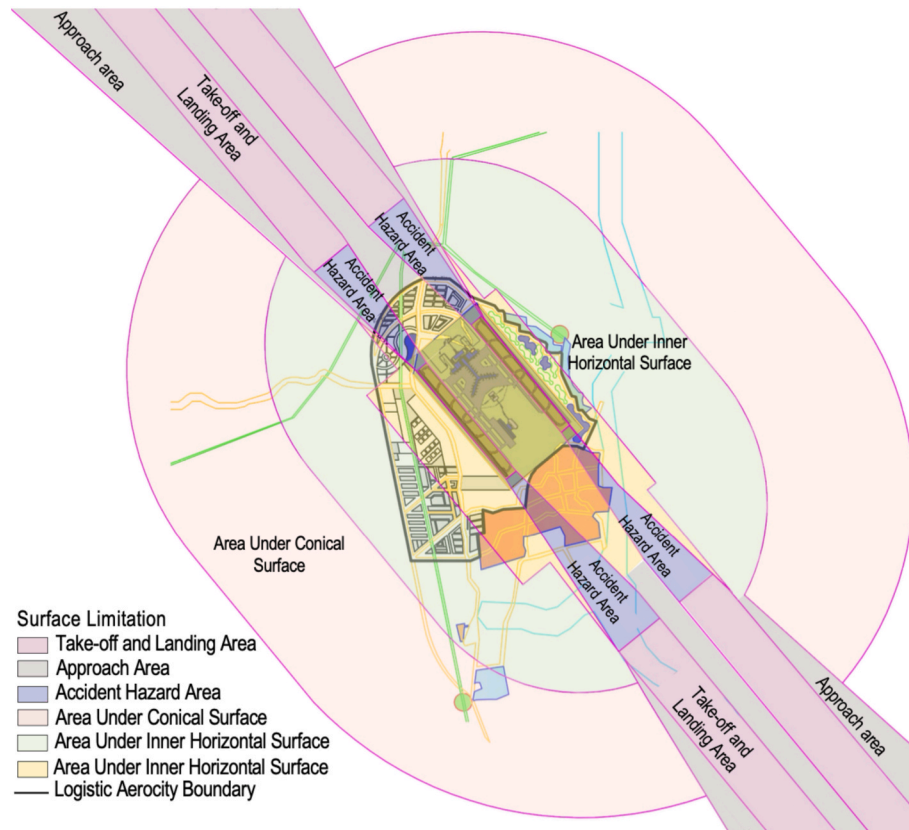 Approach area
Take-off and
Landing Area
Accident
Hazard Area
Accident
Hazard Area
Area Under Inner
Horizontal Surface
Area Under Conical
Surface
Accident
Hazard Area
Accident
Hazard Area
Approach area
Take-off and
Landing Area
Surface Limitation
Take-off and Landing Area
Approach Area
Accident Hazard Area
Area Under Conical Surface
Area Under Inner Horizontal Surface
Area Under Inner Horizontal Surface
Logistic Aerocity Boundary